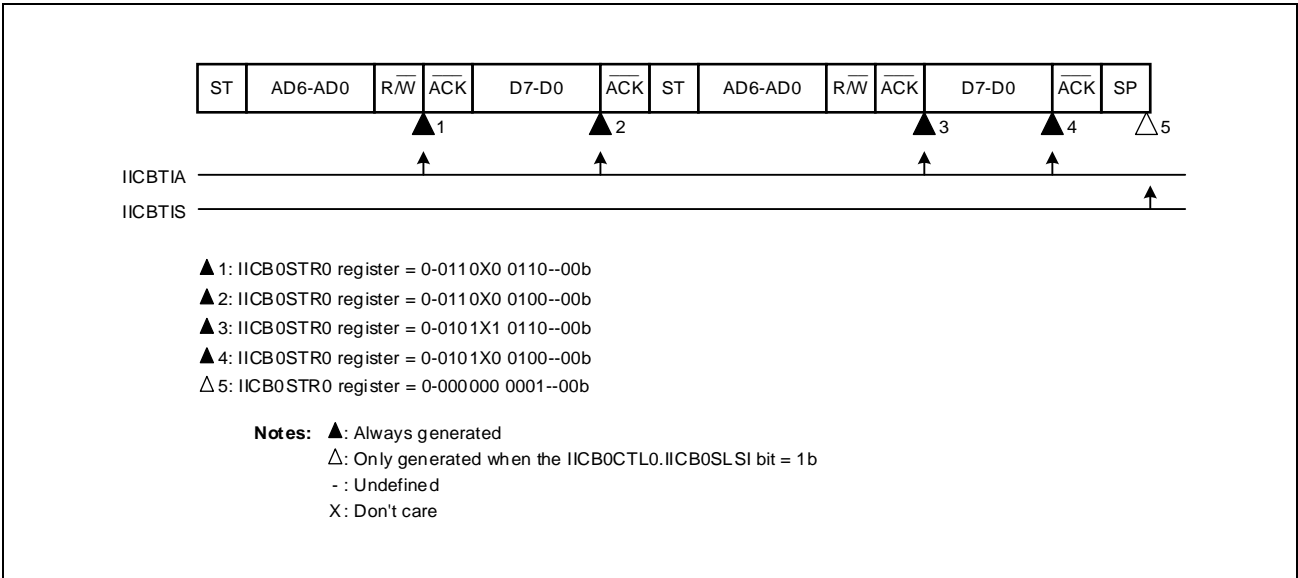 ST AD6-AD0 R/W ACK D7-D0 ACK ST AD6-AD0 R/W ACK D7-D0 ACK SP
▲1 ▲2 ▲3 ▲4 △5
IICBTIA
IICBTIS
▲ 1: IICB0STR0 register = 0-0110X0 0110--00b
▲ 2: IICB0STR0 register = 0-0110X0 0100--00b
▲ 3: IICB0STR0 register = 0-0101X1 0110--00b
▲ 4: IICB0STR0 register = 0-0101X0 0100--00b
△ 5: IICB0STR0 register = 0-000000 0001--00b
Notes: ▲: Always generated
△: Only generated when the IICB0CTL0.IICB0SLSI bit = 1b
- : Undefined
X : Don't care